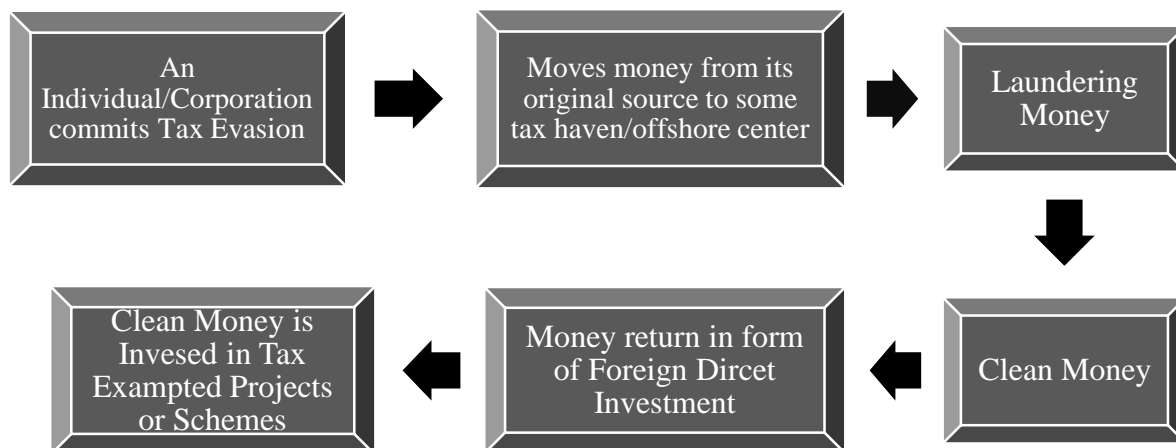 An
Individual/Corporation
commits Tax Evasion
Moves money from its
original source to some
tax haven/offshore center
Laundering
Money
Clean Money
Money return in form
of Foreign Dircet
Investment
Clean Money is
Invesed in Tax
Exampted Projects
or Schemes